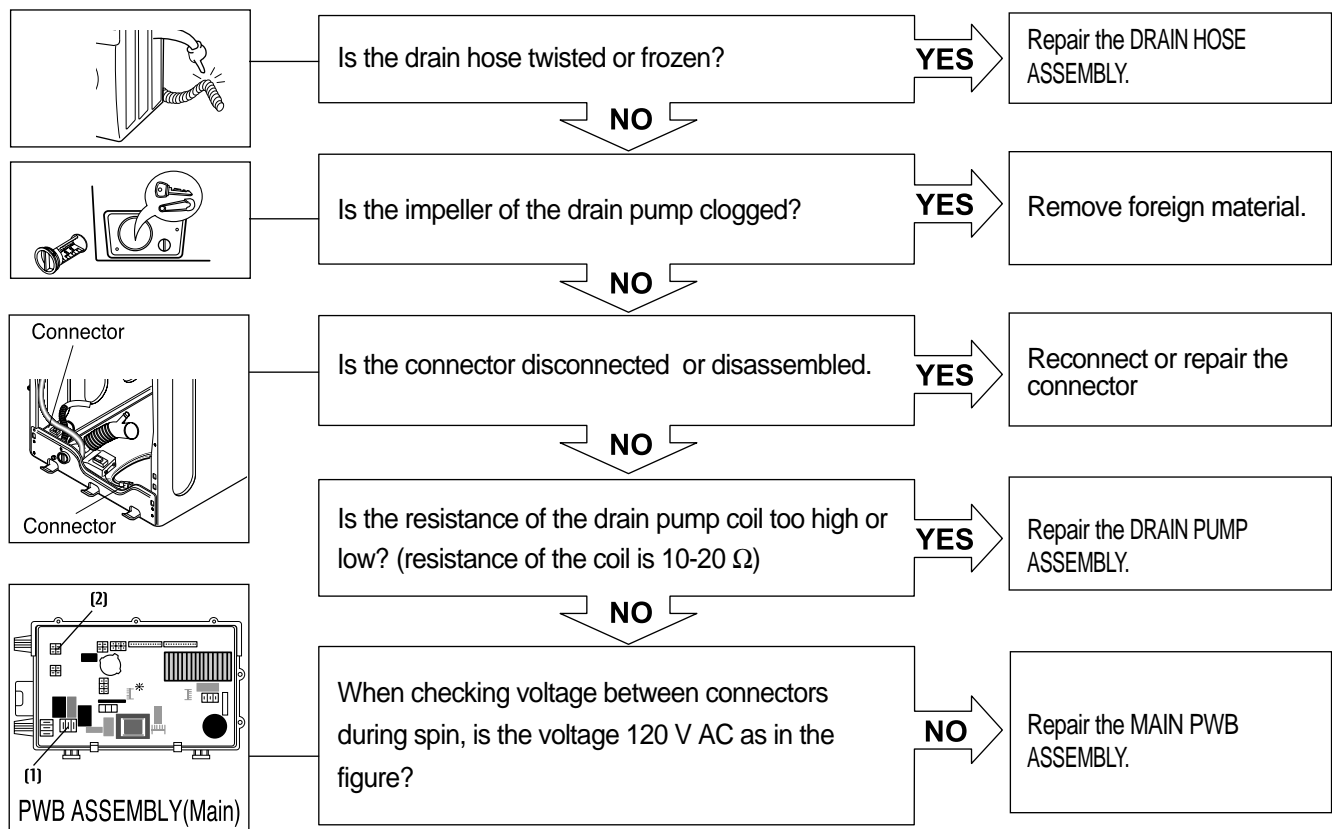 Is the drain hose twisted or frozen?
YES
Repair the DRAIN HOSE
ASSEMBLY.
NO
Is the impeller of the drain pump clogged?
YES
Remove foreign material.
NO
Connector
Connector
Is the connector disconnected or disassembled.
YES
Reconnect or repair the
connector
NO
Is the resistance of the drain pump coil too high or
low? (resistance of the coil is 10-20 Ω)
YES
Repair the DRAIN PUMP
ASSEMBLY.
NO
(2)
(1)
PWB ASSEMBLY(Main)
When checking voltage between connectors
during spin, is the voltage 120 V AC as in the
figure?
NO
Repair the MAIN PWB
ASSEMBLY.